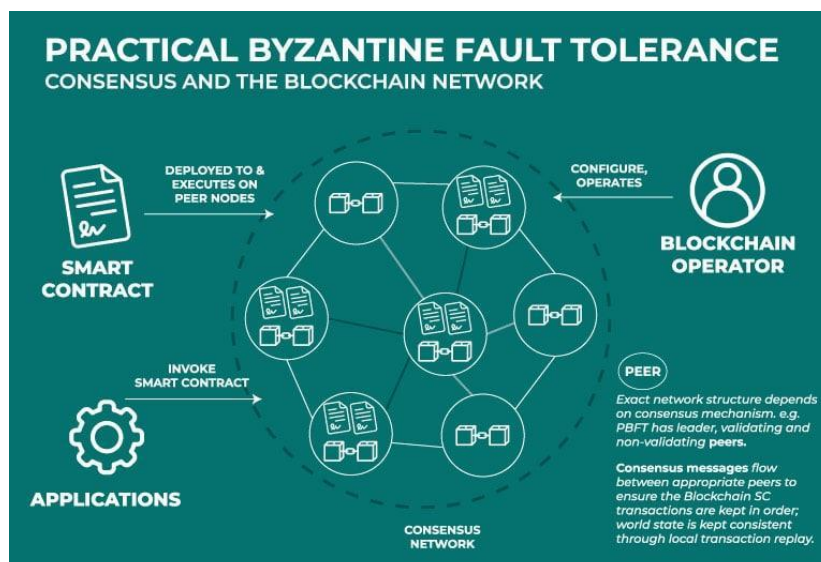 PRACTICAL BYZANTINE FAULT TOLERANCE
CONSENSUS AND THE BLOCKCHAIN NETWORK
DEPLOYED TO &
EXECUTES ON
PEER NODES
CONFIGURE,
OPERATES
SMART
CONTRACT
BLOCKCHAIN
OPERATOR
INVOKE
SMART CONTRACT
APPLICATIONS
PEER
Exact network structure depends
on consensus mechanism. e.g.
PBFT has leader, validating and
non-validating peers.
Consensus messages flow
between appropriate peers to
ensure the Blockchain SC
transactions are kept in order;
world state is kept consistent
through local transaction replay.
CONSENSUS
NETWORK